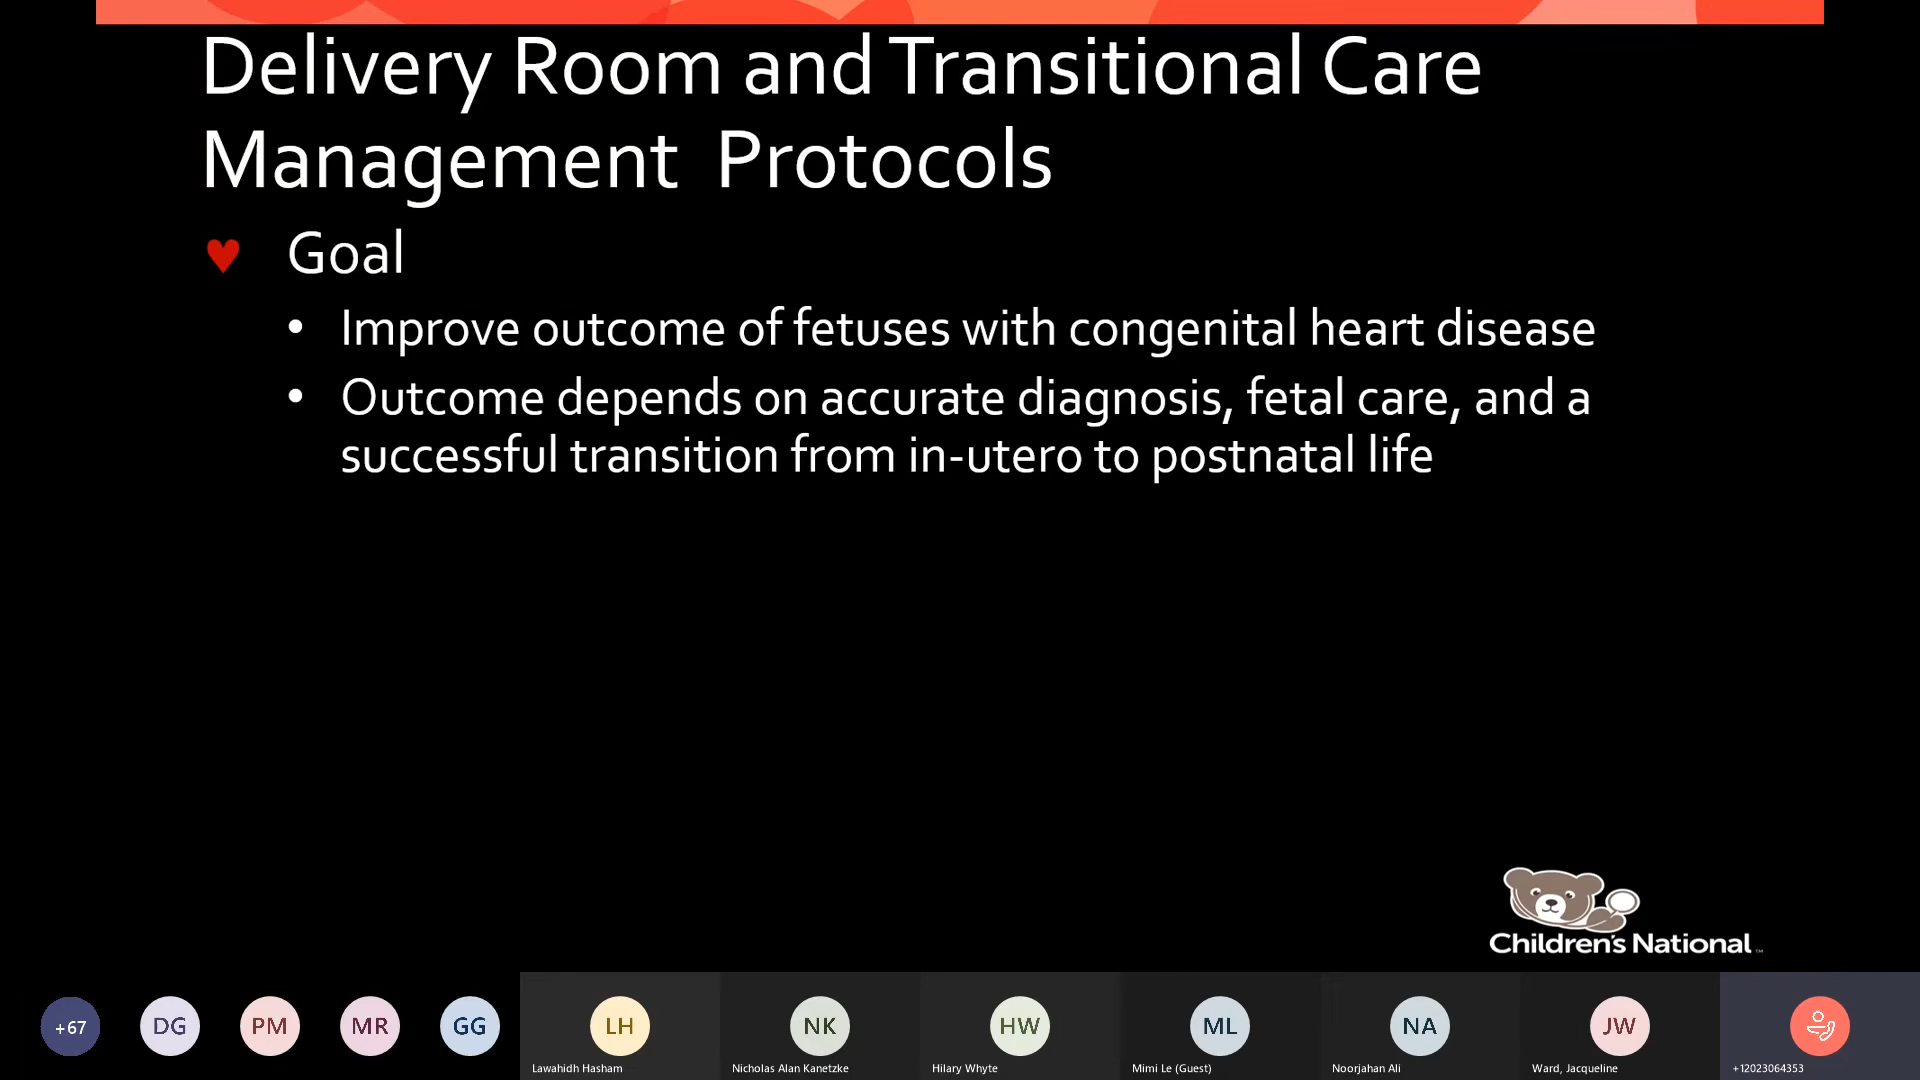 Delivery Room and Transitional Care
Management Protocols
♥ Goal
• Improve outcome of fetuses with congenital heart disease
• Outcome depends on accurate diagnosis, fetal care, and a
successful transition from in-utero to postnatal life
Children's National™
+67 DG PM MR GG LH NK HW ML NA JW
Lawahidh Hasham Nicholas Alan Kanetzke Hilary Whyte Mimi Le (Guest) Noorjahan Ali Ward, Jacqueline +12023064353